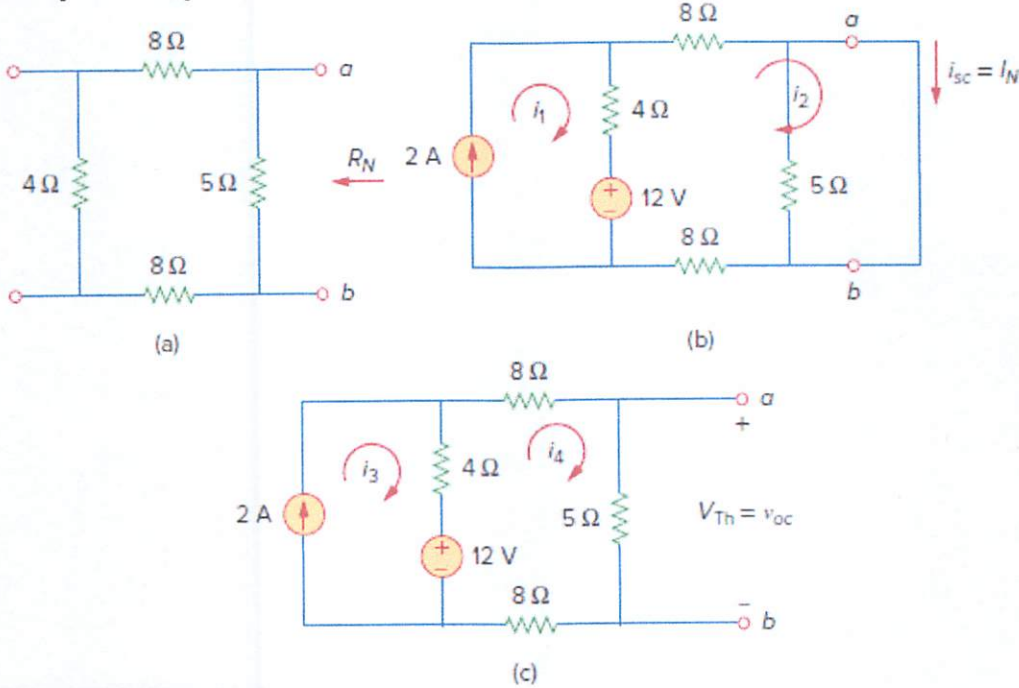 8 Ω
a
4 Ω
5 Ω
R_N
8 Ω
b
(a)
8 Ω
a
i_sc = I_N
i_1
4 Ω
i_2
2 A
12 V
5 Ω
8 Ω
b
(b)
8 Ω
a
+
i_3
4 Ω
i_4
2 A
5 Ω
V_Th = v_oc
+
−
12 V
8 Ω
−
b
(c)